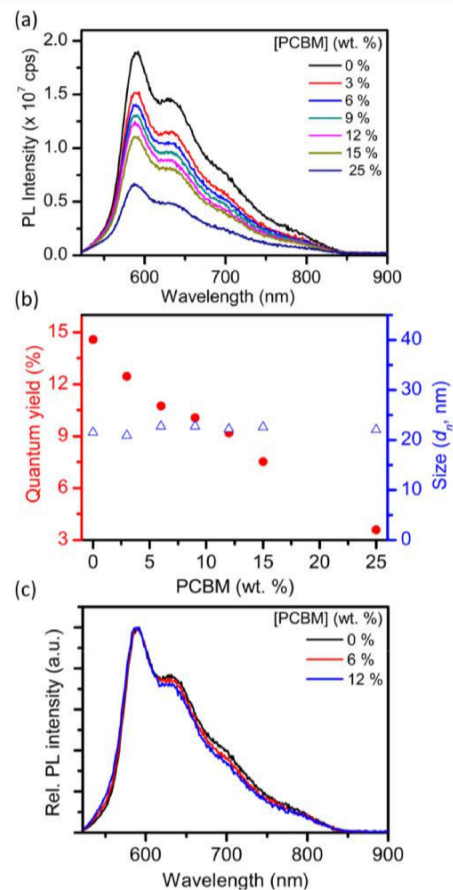 (a)
[PCBM] (wt. %)
0 %
3 %
6 %
9 %
12 %
15 %
25 %
PL Intensity (x 10⁷ cps)
2.0
1.5
1.0
0.5
0.0
600 700 800 900
Wavelength (nm)
(b)
Quantum yield (%)
15
12
9
6
3
Size (dₙ, nm)
40
30
20
10
0
0 5 10 15 20 25
PCBM (wt. %)
(c)
[PCBM] (wt. %)
0 %
6 %
12 %
Rel. PL intensity (a.u.)
600 700 800 900
Wavelength (nm)